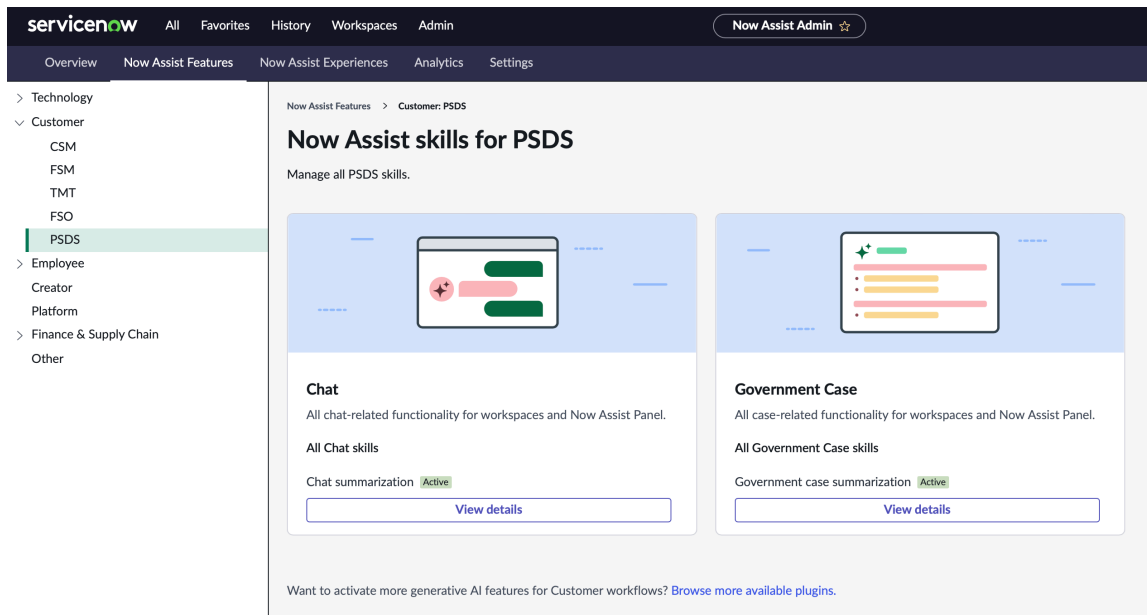 servicenow All Favorites History Workspaces Admin Now Assist Admin
Overview Now Assist Features Now Assist Experiences Analytics Settings
Technology
Customer
CSM
FSM
TMT
FSO
PSDS
Employee
Creator
Platform
Finance & Supply Chain
Other
Now Assist Features > Customer: PSDS
Now Assist skills for PSDS
Manage all PSDS skills.
Chat
All chat-related functionality for workspaces and Now Assist Panel.
All Chat skills
Chat summarization Active
View details
Government Case
All case-related functionality for workspaces and Now Assist Panel.
All Government Case skills
Government case summarization Active
View details
Want to activate more generative AI features for Customer workflows? Browse more available plugins.